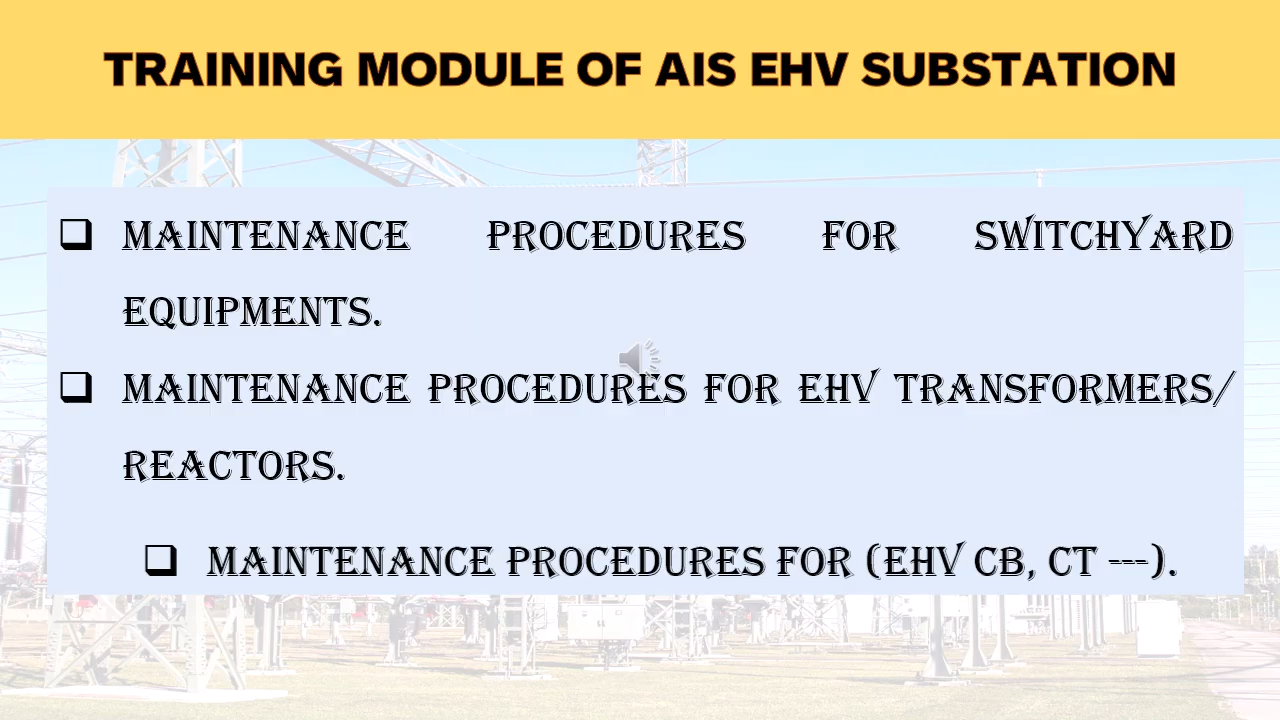 TRAINING MODULE OF AIS EHV SUBSTATION
❑ MAINTENANCE PROCEDURES FOR SWITCHYARD
EQUIPMENTS.
❑ MAINTENANCE PROCEDURES FOR EHV TRANSFORMERS/
REACTORS.
❑ MAINTENANCE PROCEDURES FOR (EHV CB, CT ---).